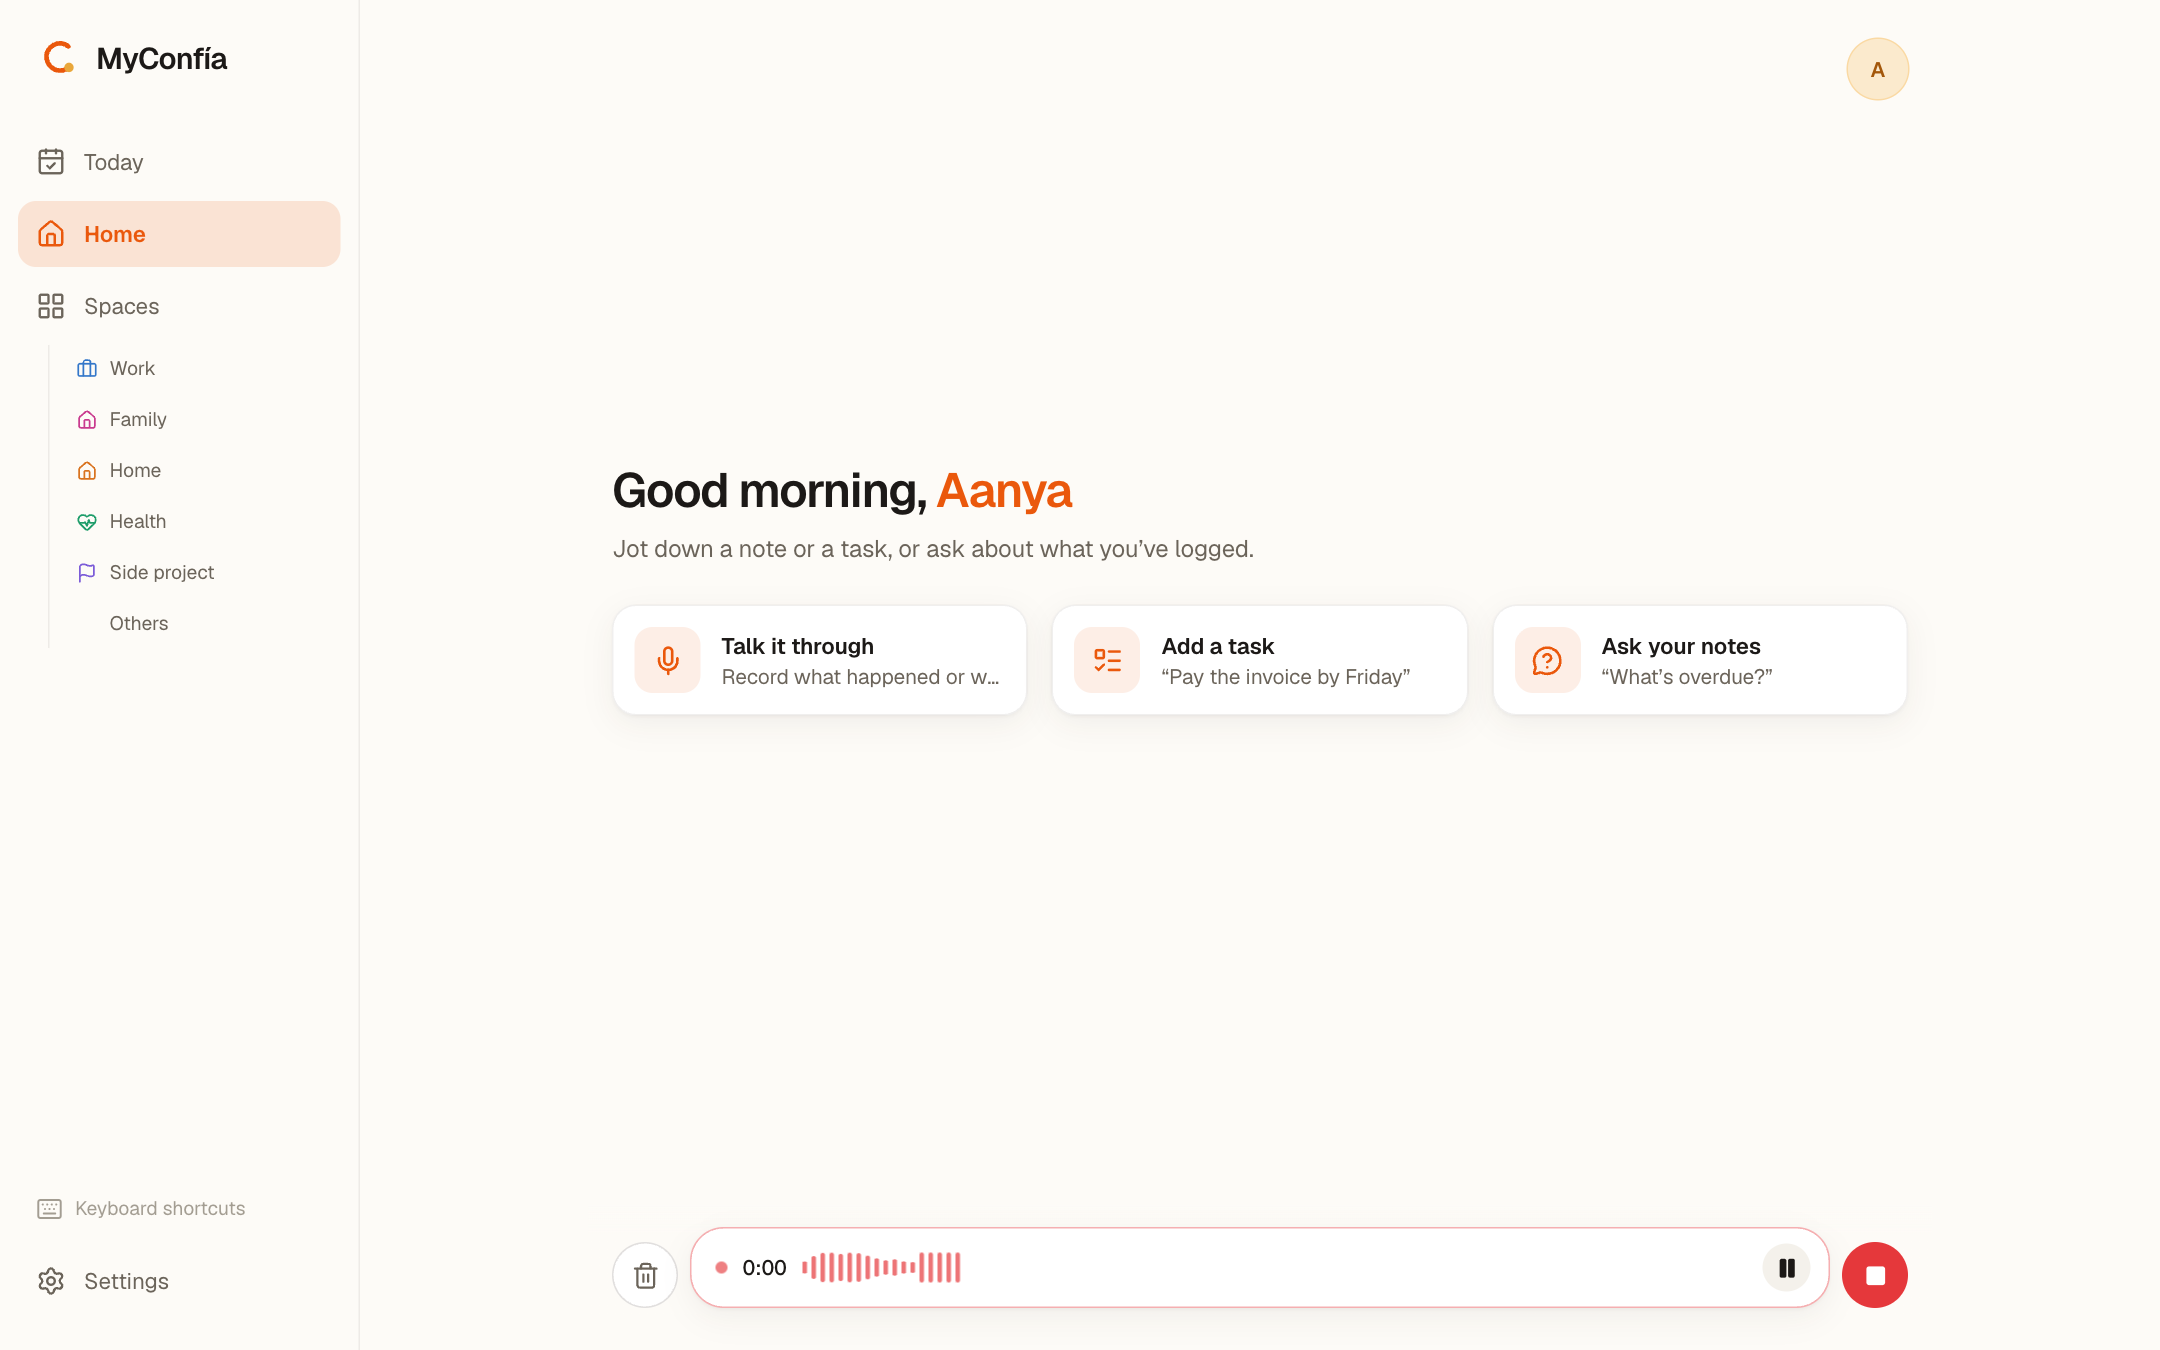 MyConfía
Today
Home
Spaces
Work
Family
Home
Health
Side project
Others
Keyboard shortcuts
Settings
A
Good morning, Aanya
Jot down a note or a task, or ask about what you’ve logged.
Talk it through
Record what happened or w...
Add a task
“Pay the invoice by Friday”
Ask your notes
“What’s overdue?”
0:00